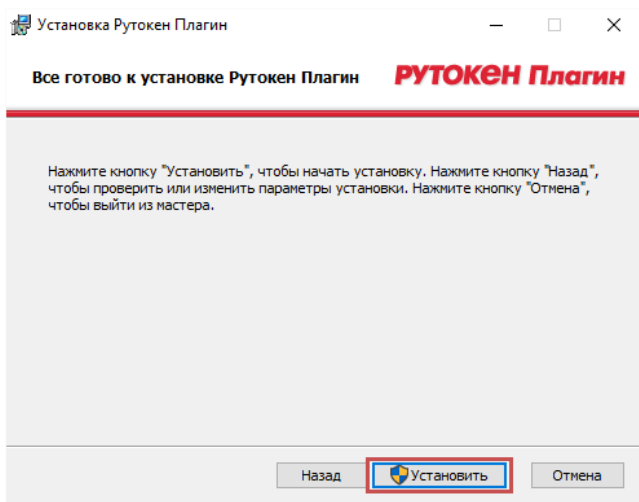 Установка Рутокен Плагин
Все готово к установке Рутокен Плагин
РУТОКЕН Плагин
Нажмите кнопку "Установить", чтобы начать установку. Нажмите кнопку "Назад",
чтобы проверить или изменить параметры установки. Нажмите кнопку "Отмена",
чтобы выйти из мастера.
Назад
Установить
Отмена